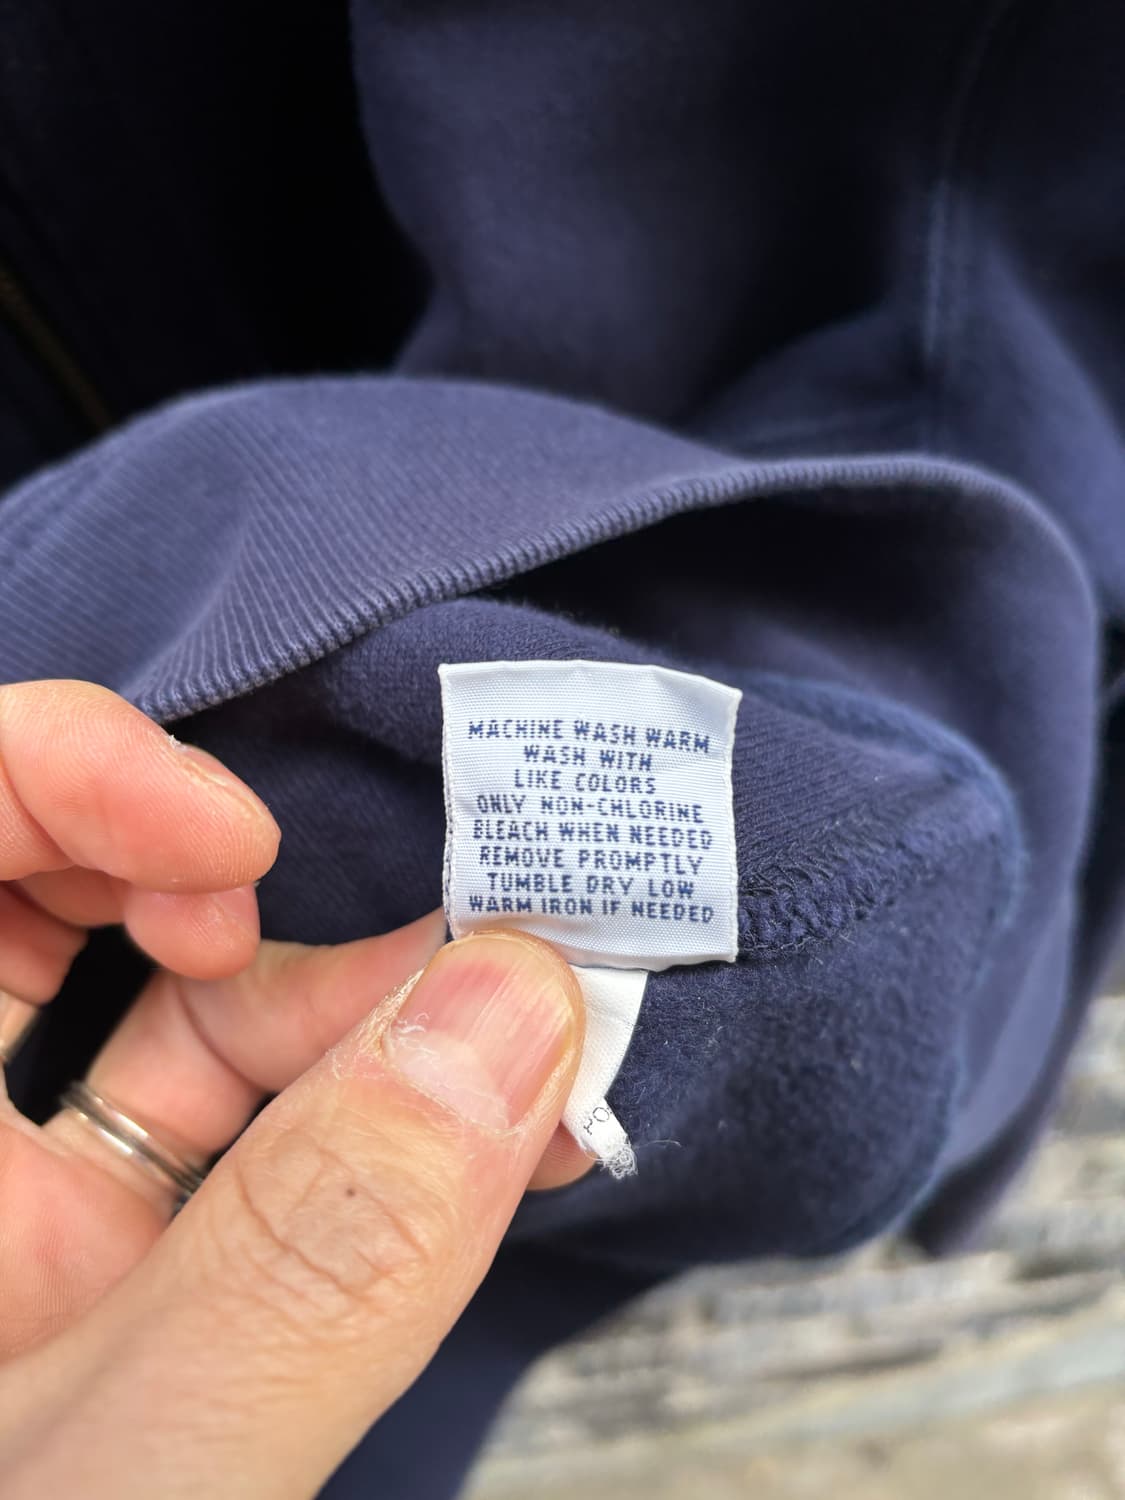 MACHINE WASH WARM
WASH WITH
LIKE COLORS
ONLY NON-CHLORINE
BLEACH WHEN NEEDED
REMOVE PROMPTLY
TUMBLE DRY LOW
WARM IRON IF NEEDED